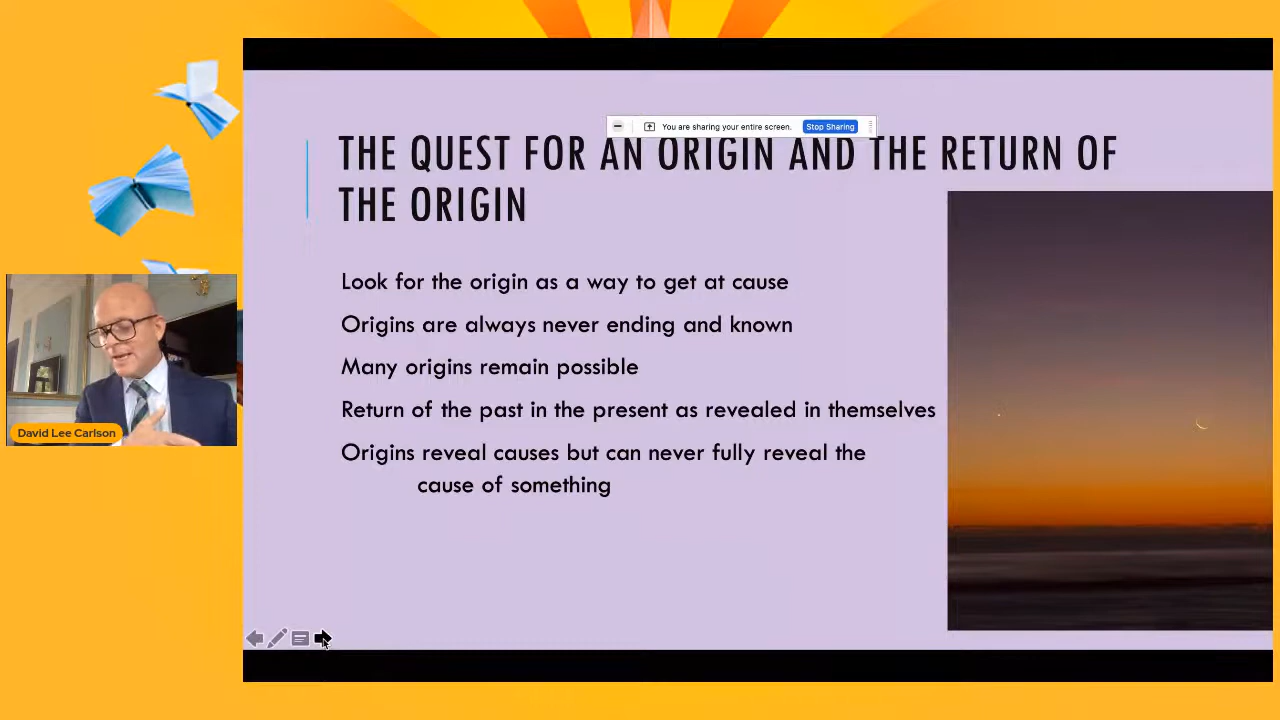 You are sharing your entire screen. Stop Sharing
THE QUEST FOR AN ORIGIN AND THE RETURN OF
THE ORIGIN
Look for the origin as a way to get at cause
Origins are always never ending and known
Many origins remain possible
Return of the past in the present as revealed in themselves
Origins reveal causes but can never fully reveal the
cause of something
David Lee Carlson